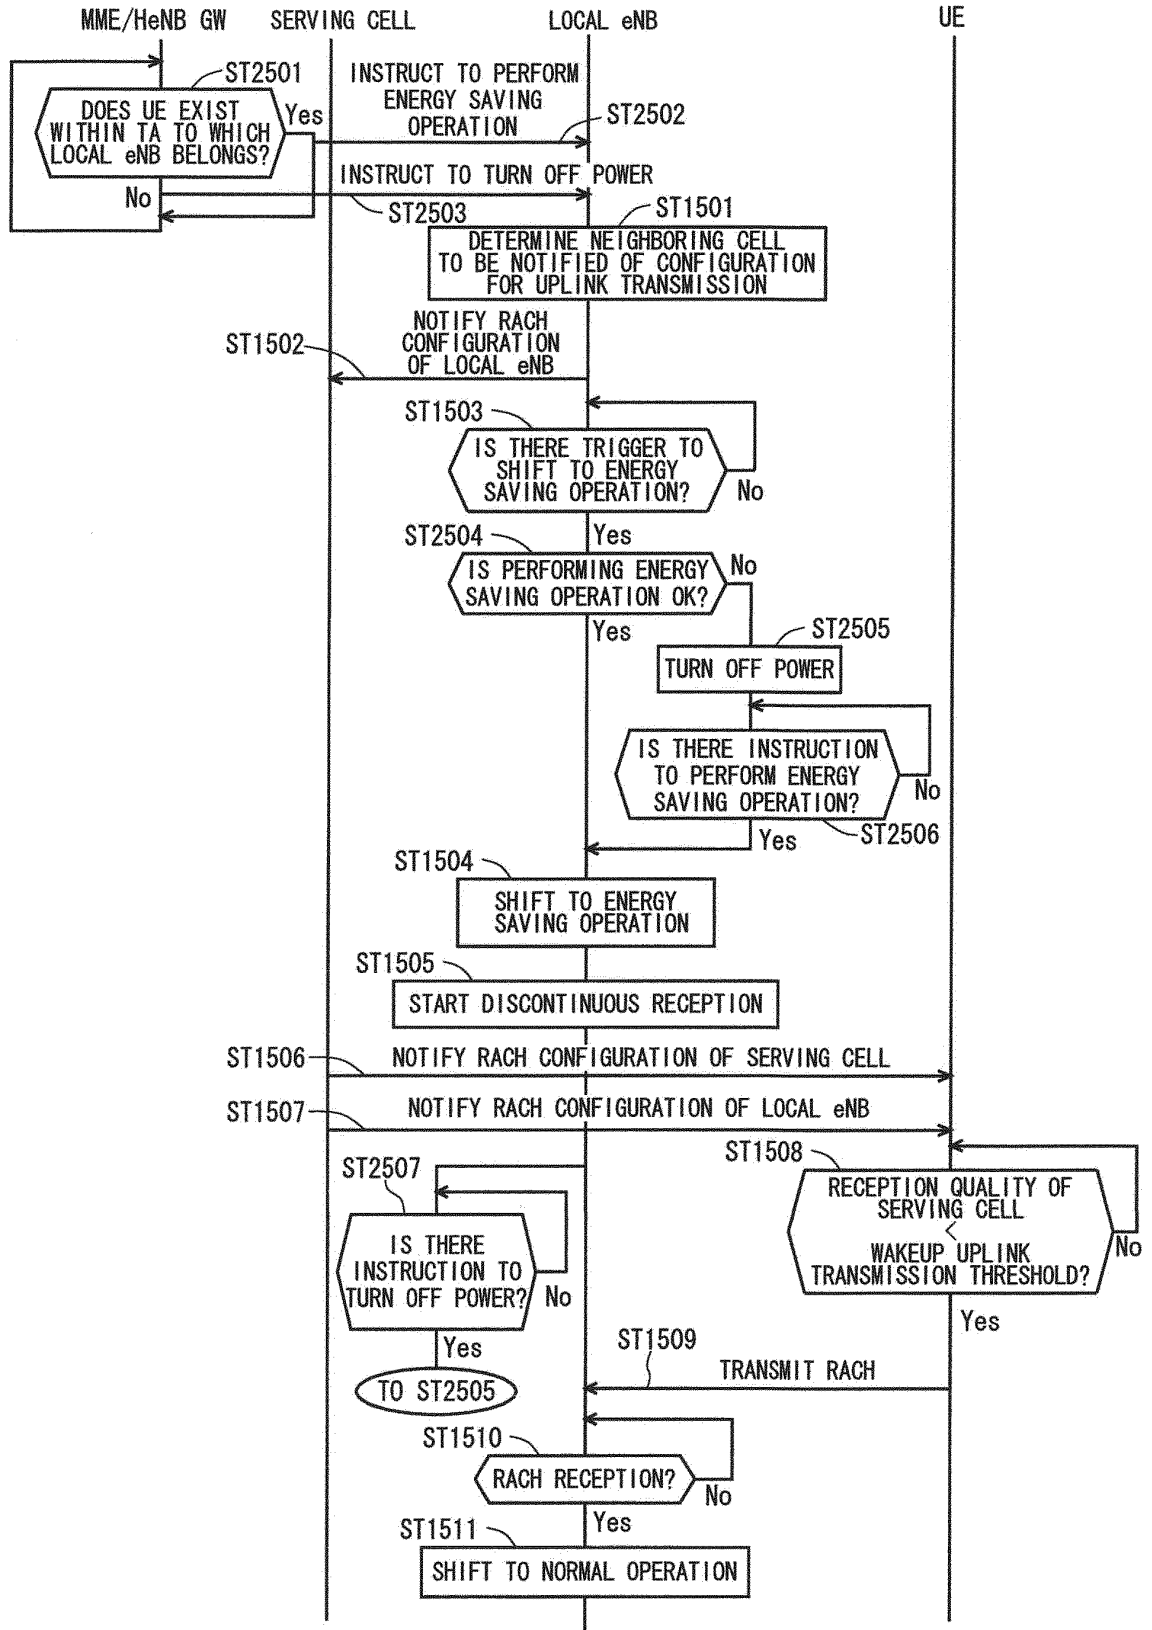 MME/HeNB GW
SERVING CELL
LOCAL eNB
UE
ST2501
DOES UE EXIST
WITHIN TA TO WHICH
LOCAL eNB BELONGS?
Yes
No
INSTRUCT TO PERFORM
ENERGY SAVING
OPERATION
ST2502
INSTRUCT TO TURN OFF POWER
ST2503
ST1501
DETERMINE NEIGHBORING CELL
TO BE NOTIFIED OF CONFIGURATION
FOR UPLINK TRANSMISSION
NOTIFY RACH
CONFIGURATION
OF LOCAL eNB
ST1502
ST1503
IS THERE TRIGGER TO
SHIFT TO ENERGY
SAVING OPERATION?
No
Yes
ST2504
IS PERFORMING ENERGY
SAVING OPERATION OK?
No
Yes
ST2505
TURN OFF POWER
IS THERE INSTRUCTION
TO PERFORM ENERGY
SAVING OPERATION?
No
Yes
ST2506
ST1504
SHIFT TO ENERGY
SAVING OPERATION
ST1505
START DISCONTINUOUS RECEPTION
ST1506
NOTIFY RACH CONFIGURATION OF SERVING CELL
ST1507
NOTIFY RACH CONFIGURATION OF LOCAL eNB
ST1508
RECEPTION QUALITY OF
SERVING CELL
<
WAKEUP UPLINK
TRANSMISSION THRESHOLD?
No
Yes
ST2507
IS THERE
INSTRUCTION TO
TURN OFF POWER?
No
Yes
TO ST2505
ST1509
TRANSMIT RACH
ST1510
RACH RECEPTION?
No
Yes
ST1511
SHIFT TO NORMAL OPERATION